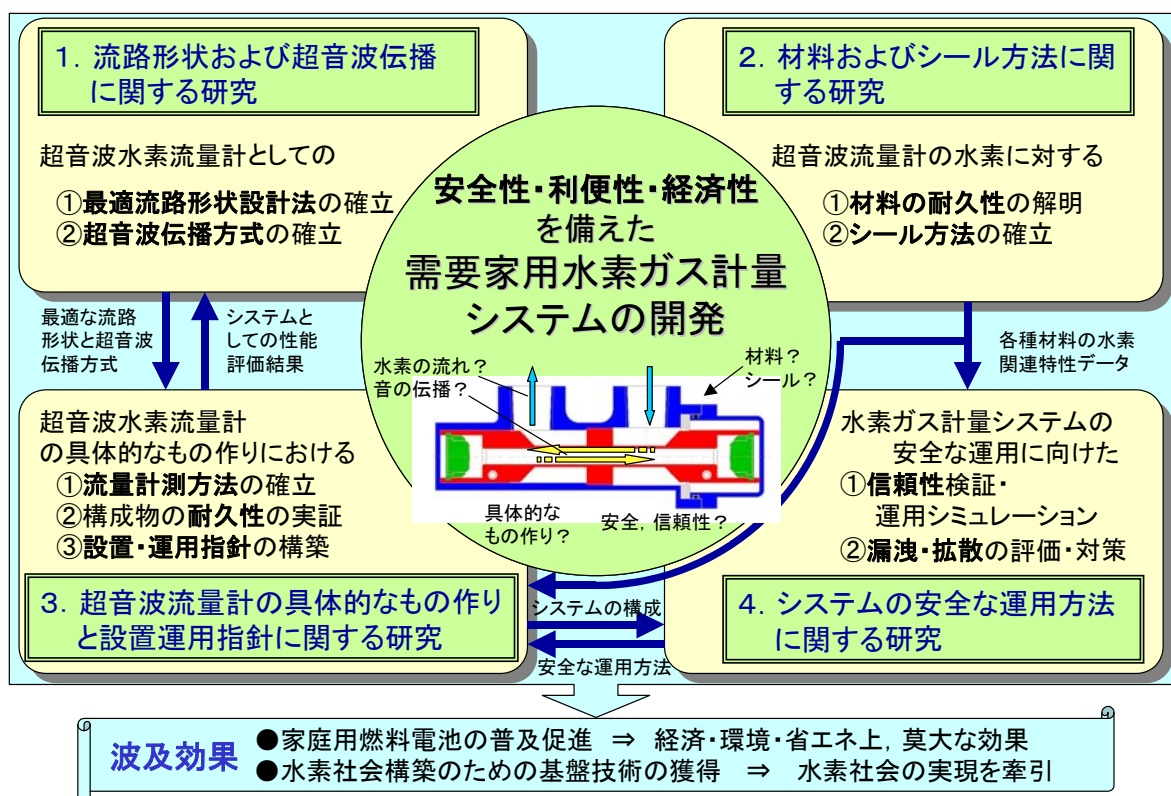 1．流路形状および超音波伝播
に関する研究
超音波水素流量計としての
①最適流路形状設計法の確立
②超音波伝播方式の確立
2．材料およびシール方法に関
する研究
超音波流量計の水素に対する
①材料の耐久性の解明
②シール方法の確立
安全性・利便性・経済性
を備えた
需要家用水素ガス計量
システムの開発
水素の流れ？
音の伝播？
材料？
シール？
具体的な
もの作り？
安全，信頼性？
最適な流路
形状と超音波
伝播方式
システムと
しての性能
評価結果
各種材料の水素
関連特性データ
超音波水素流量計
の具体的なもの作りにおける
①流量計測方法の確立
②構成物の耐久性の実証
③設置・運用指針の構築
3．超音波流量計の具体的なもの作り
と設置運用指針に関する研究
水素ガス計量システムの
安全な運用に向けた
①信頼性検証・
運用シミュレーション
②漏洩・拡散の評価・対策
4．システムの安全な運用方法
に関する研究
システムの構成
安全な運用方法
波及効果
●家庭用燃料電池の普及促進 ⇒ 経済・環境・省エネ上，莫大な効果
●水素社会構築のための基盤技術の獲得 ⇒ 水素社会の実現を牽引